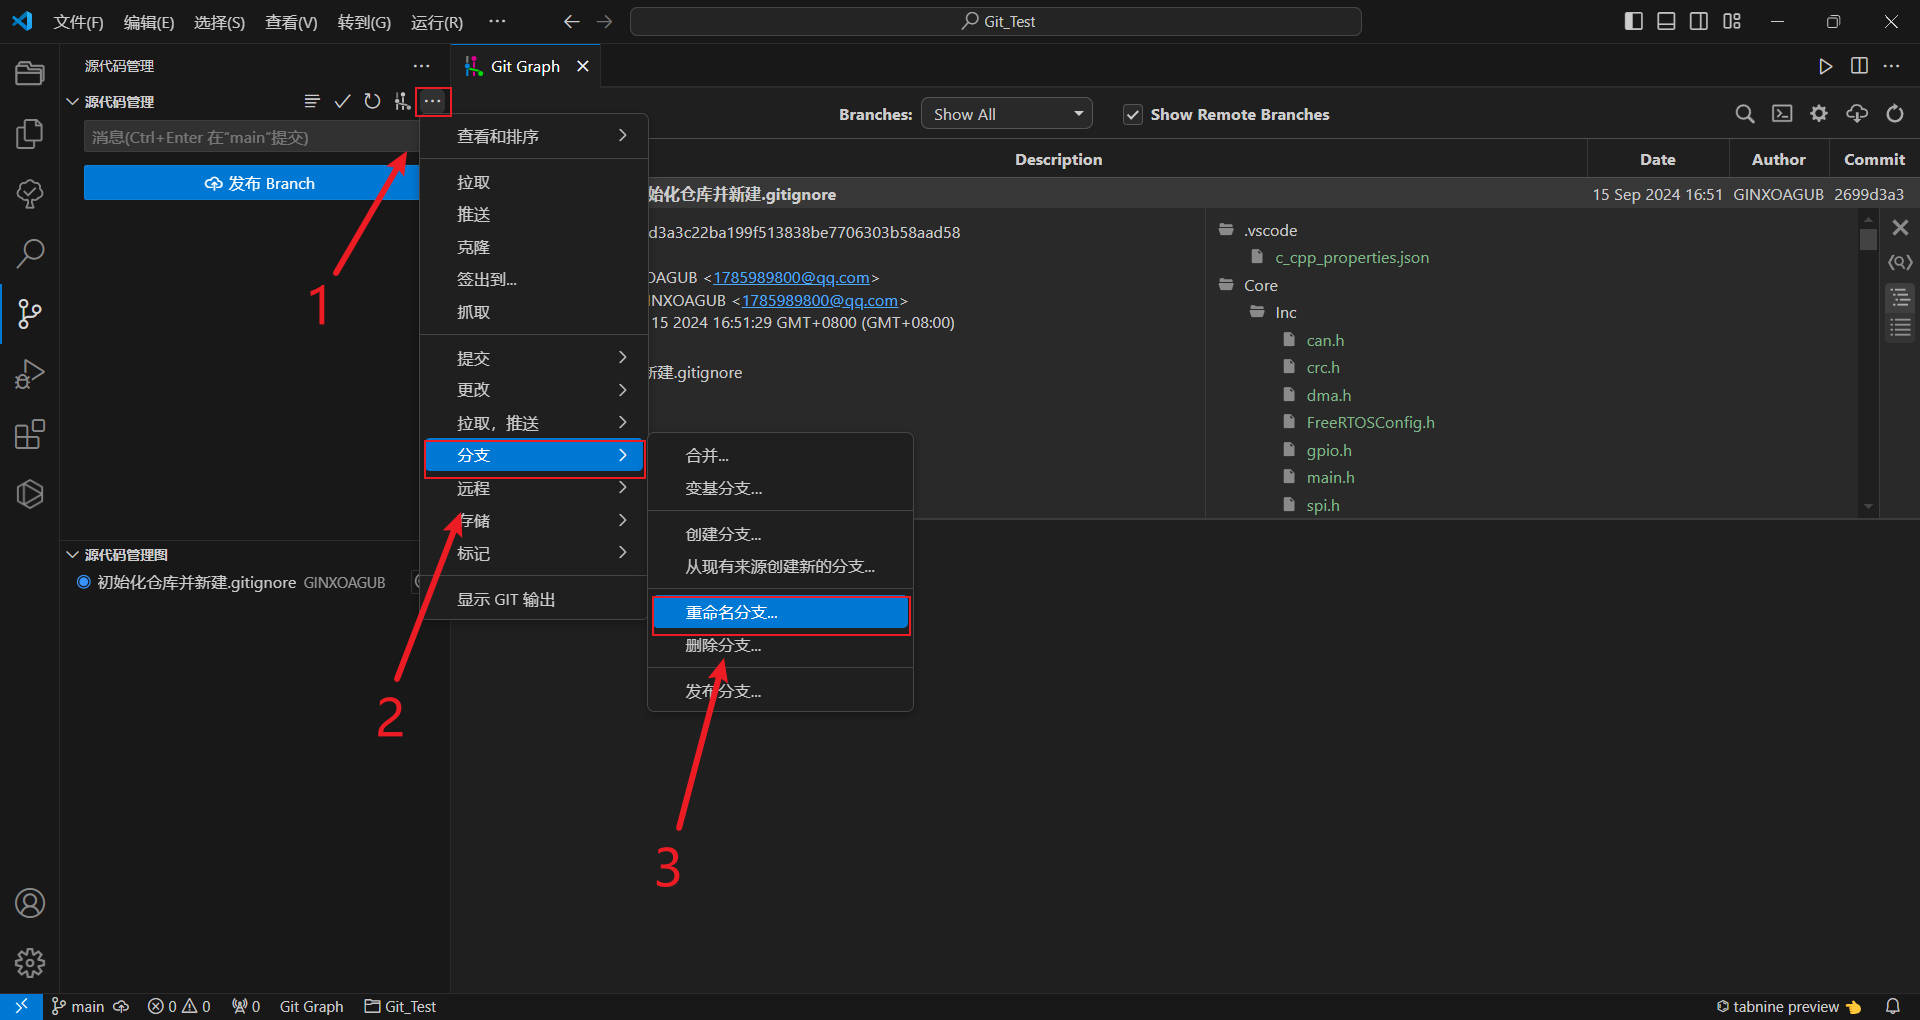 文件(F) 编辑(E) 选择(S) 查看(V) 转到(G) 运行(R) ··· Git_Test
源代码管理 ···
Git Graph
源代码管理 ···
消息(Ctrl+Enter 在"main"提交)
发布 Branch
查看和排序
拉取
推送
克隆
签出到...
抓取
提交
更改
拉取，推送
分支
远程
存储
标记
显示 GIT 输出
合并...
变基分支...
创建分支...
从现有来源创建新的分支...
重命名分支...
删除分支...
发布分支...
1
2
3
Branches: Show All Show Remote Branches
Description Date Author Commit
始化仓库并新建.gitignore 15 Sep 2024 16:51 GINXOAGUB 2699d3a3
d3a3c22ba199f513838be7706303b58aad58
OAGUB <1785989800@qq.com>
INXOAGUB <1785989800@qq.com>
15 2024 16:51:29 GMT+0800 (GMT+08:00)
新建.gitignore
.vscode
c_cpp_properties.json
Core
Inc
can.h
crc.h
dma.h
FreeRTOSConfig.h
gpio.h
main.h
spi.h
源代码管理图
初始化仓库并新建.gitignore GINXOAGUB
main 0 0 0 Git Graph Git_Test
tabnine preview